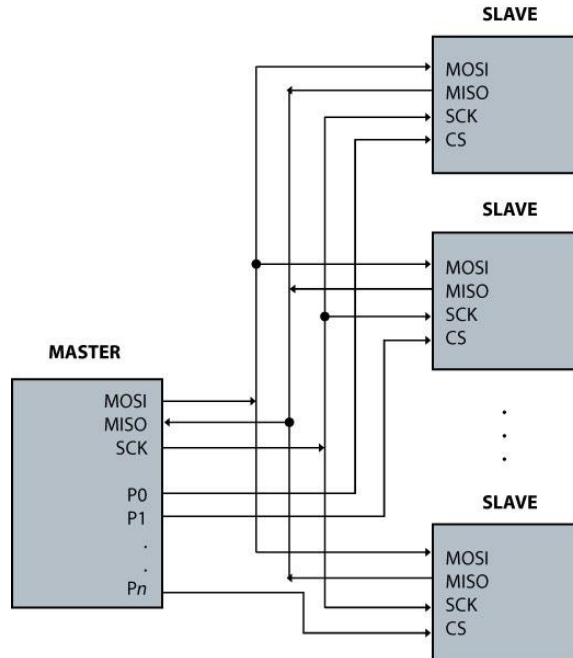 SLAVE
MOSI
MISO
SCK
CS
SLAVE
MOSI
MISO
SCK
CS
MASTER
MOSI
MISO
SCK
P0
P1
.
.
Pn
.
.
.
SLAVE
MOSI
MISO
SCK
CS